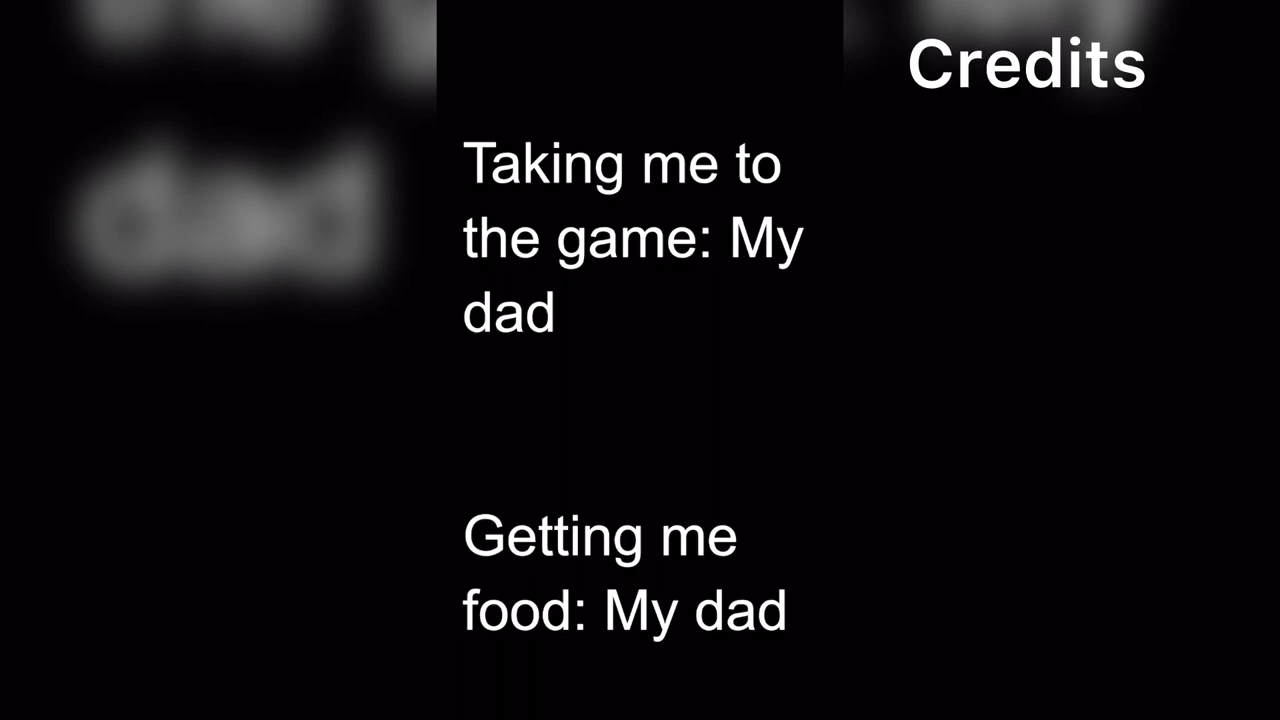 Credits
Taking me to
the game: My
dad
Getting me
food: My dad